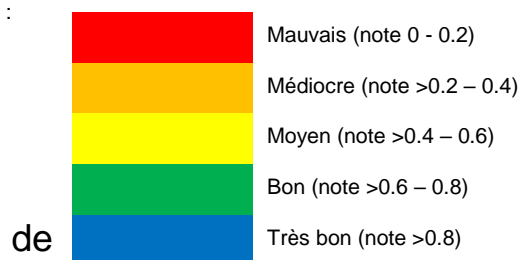 :
Mauvais (note 0 - 0.2)
Médiocre (note >0.2 – 0.4)
Moyen (note >0.4 – 0.6)
Bon (note >0.6 – 0.8)
de
Très bon (note >0.8)